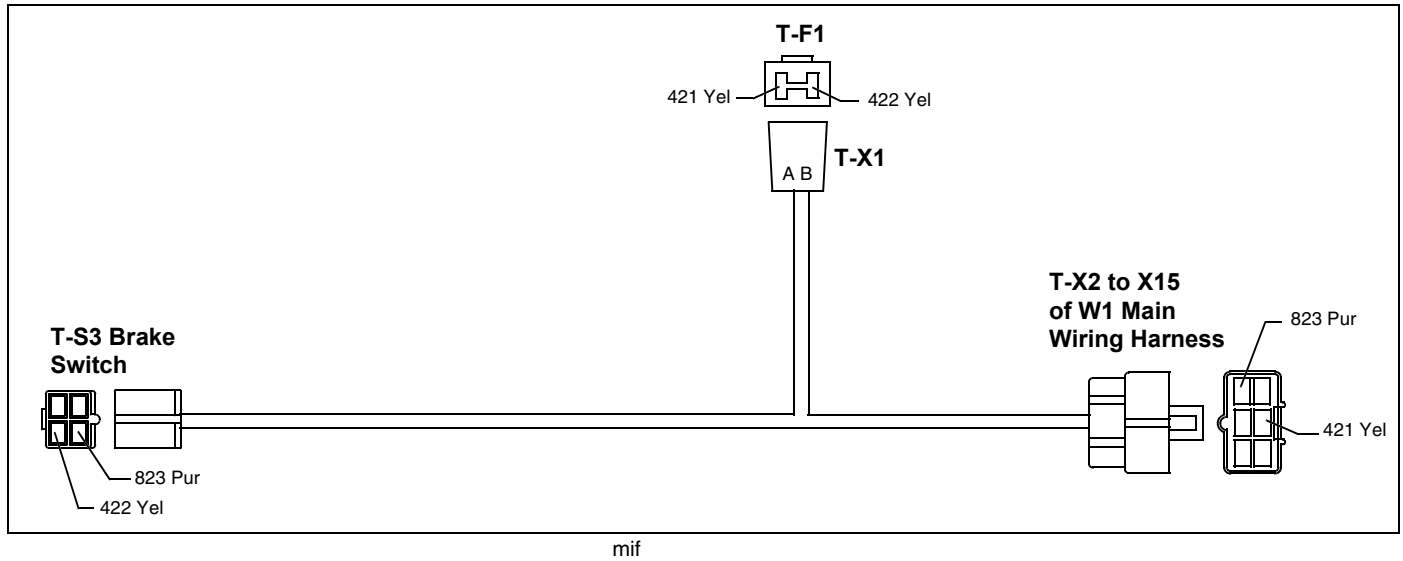 T-F1
421 Yel
422 Yel
T-X1
A B
T-X2 to X15
of W1 Main
Wiring Harness
823 Pur
421 Yel
T-S3 Brake
Switch
823 Pur
422 Yel
mif